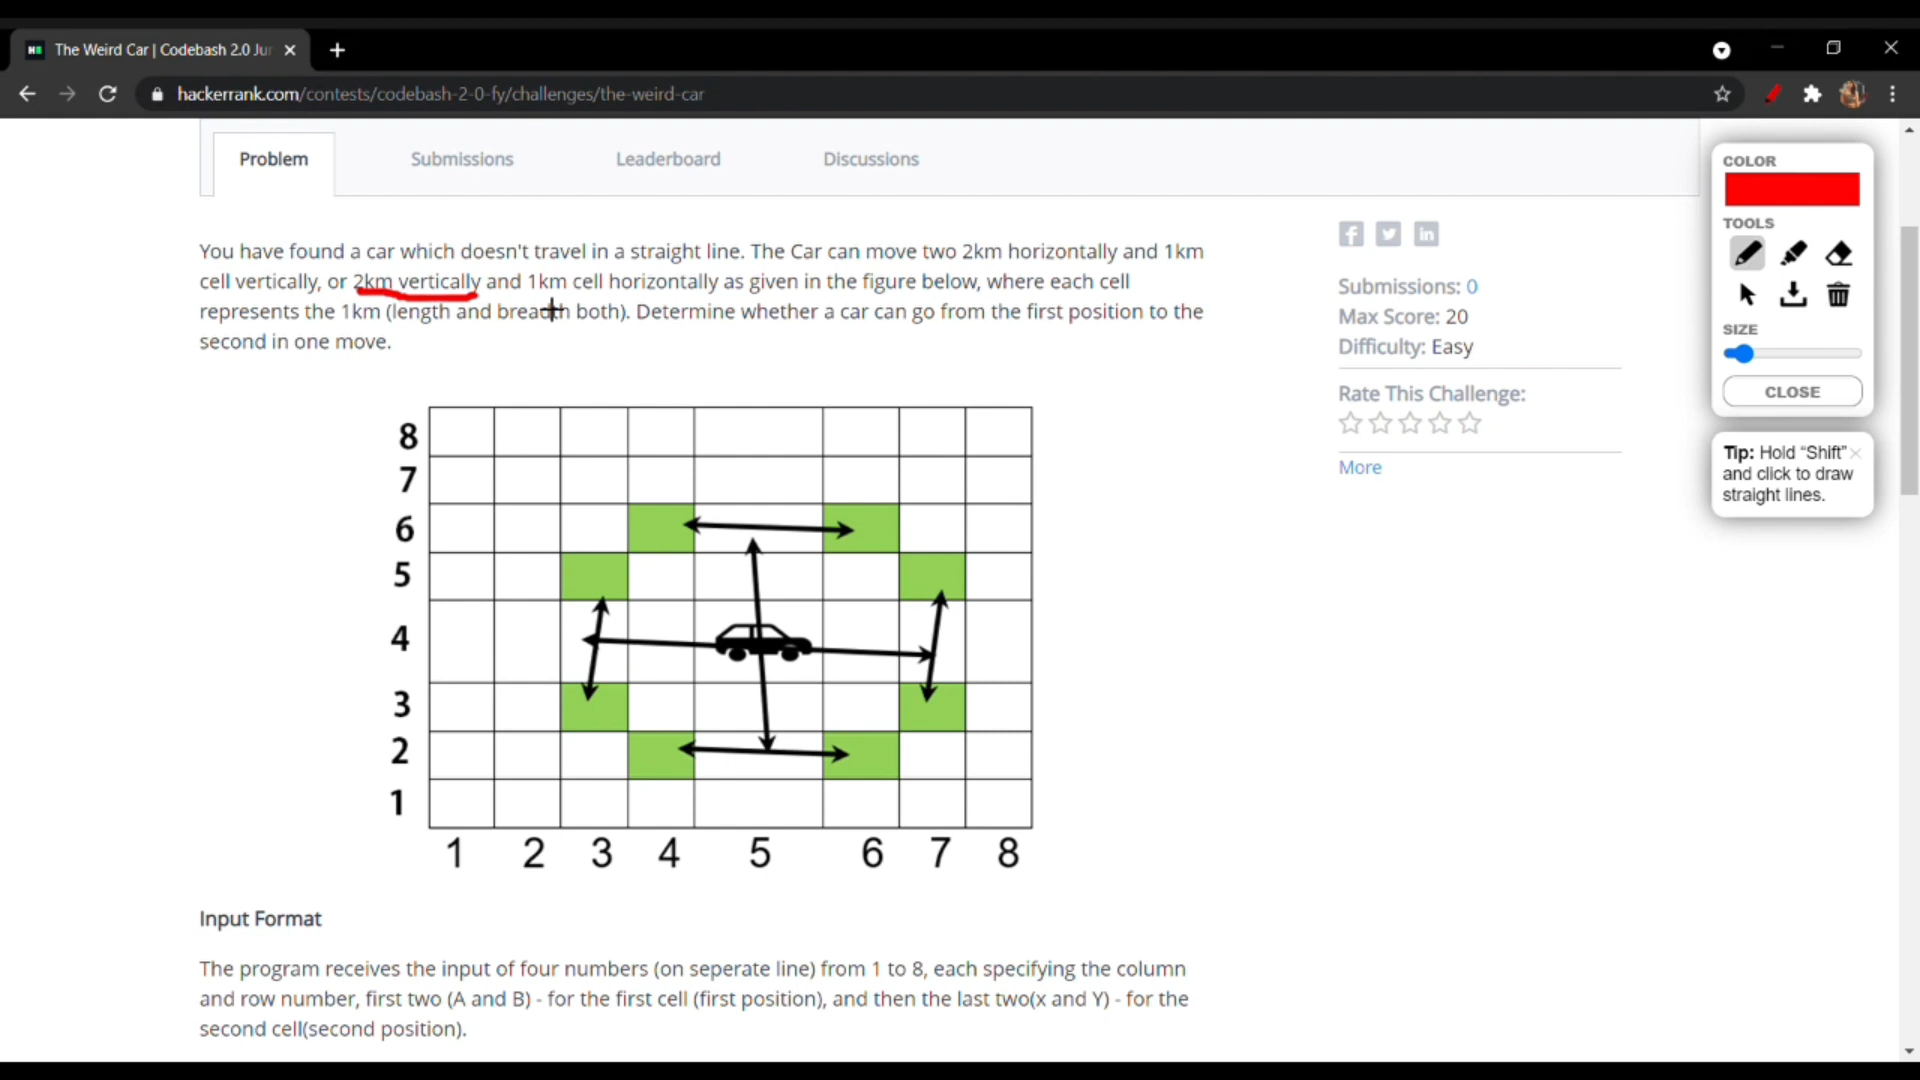 The Weird Car | Codebash 2.0 Ju
hackerrank.com/contests/codebash-2-0-fy/challenges/the-weird-car
Problem
Submissions
Leaderboard
Discussions
You have found a car which doesn't travel in a straight line. The Car can move two 2km horizontally and 1km
cell vertically, or 2km vertically and 1km cell horizontally as given in the figure below, where each cell
represents the 1km (length and breadth both). Determine whether a car can go from the first position to the
second in one move.
Submissions: 0
Max Score: 20
Difficulty: Easy
Rate This Challenge:
More
COLOR
TOOLS
SIZE
CLOSE
Tip: Hold “Shift”
and click to draw
straight lines.
8
7
6
5
4
3
2
1
1 2 3 4 5 6 7 8
Input Format
The program receives the input of four numbers (on seperate line) from 1 to 8, each specifying the column
and row number, first two (A and B) - for the first cell (first position), and then the last two(x and Y) - for the
second cell(second position).